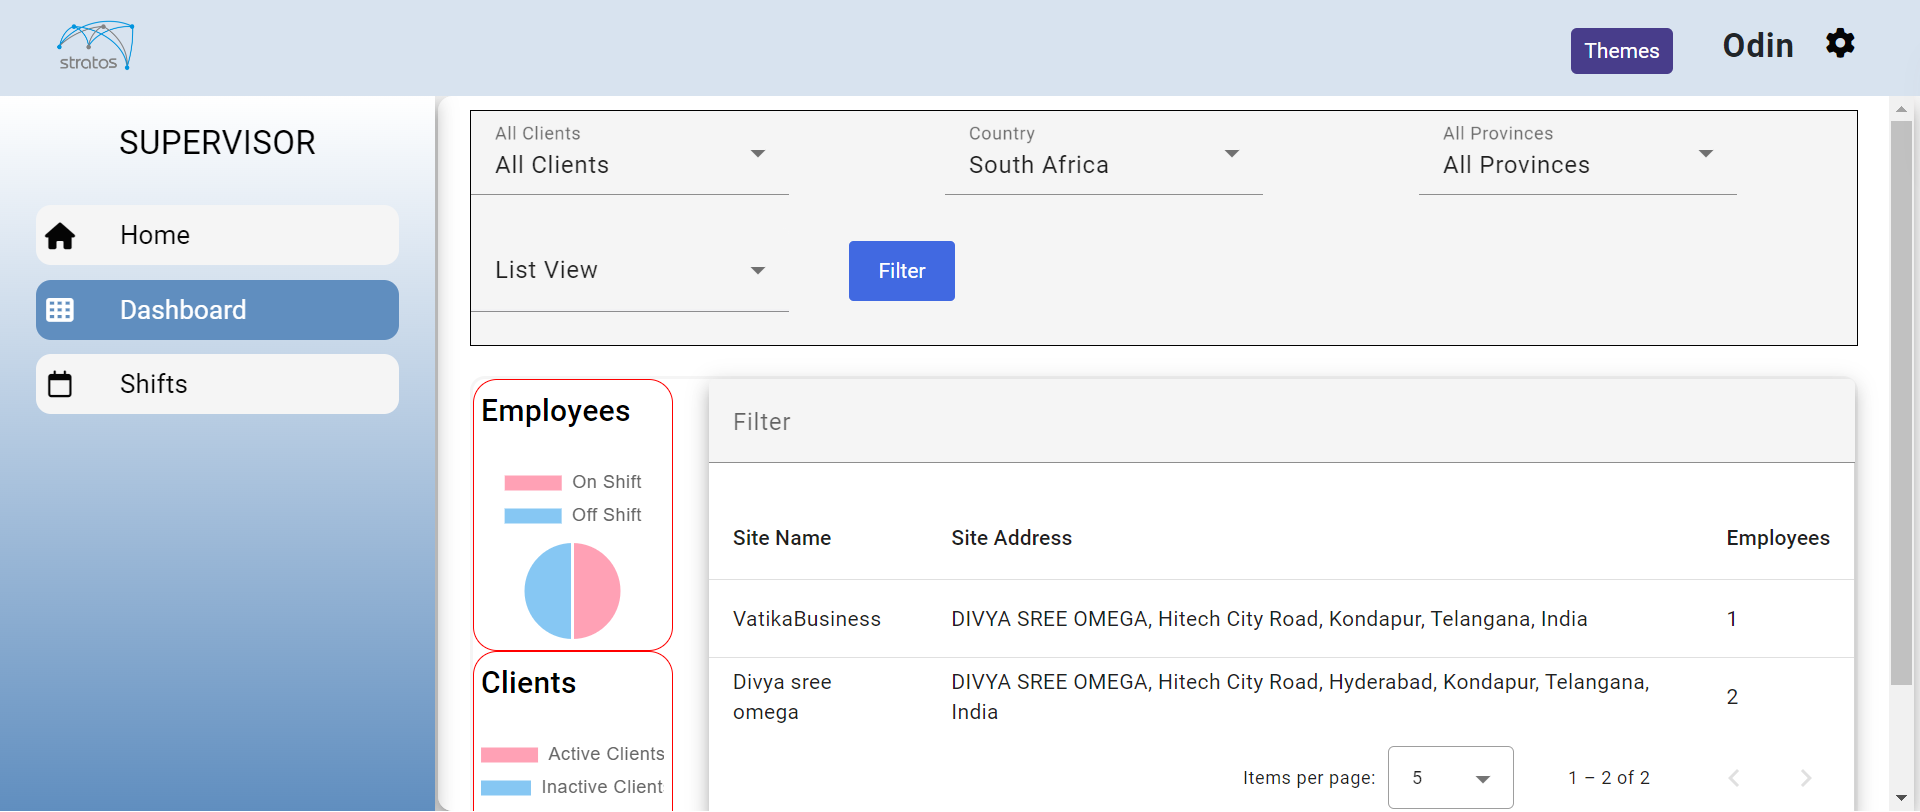 stratos
Themes
Odin
SUPERVISOR
Home
Dashboard
Shifts
All Clients
All Clients
Country
South Africa
All Provinces
All Provinces
List View
Filter
Employees
On Shift
Off Shift
Clients
Active Clients
Inactive Client
Filter
Site Name Site Address Employees
VatikaBusiness DIVYA SREE OMEGA, Hitech City Road, Kondapur, Telangana, India 1
Divya sree
omega
DIVYA SREE OMEGA, Hitech City Road, Hyderabad, Kondapur, Telangana,
India
2
Items per page: 5 1 – 2 of 2